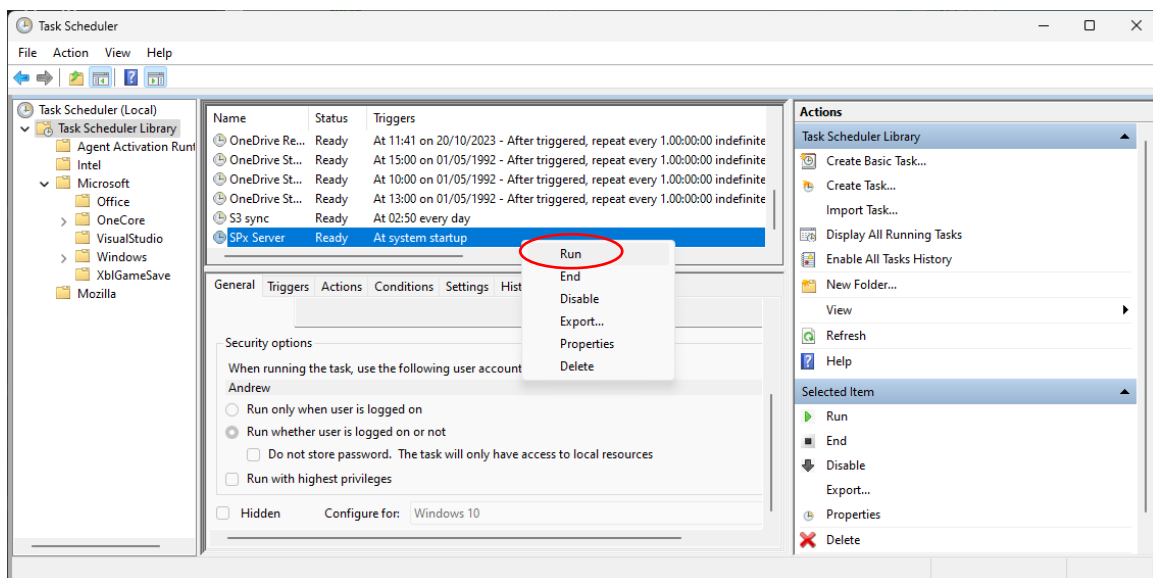 Task Scheduler
File Action View Help
Task Scheduler (Local)
Task Scheduler Library
Agent Activation Runt
Intel
Microsoft
Office
OneCore
VisualStudio
Windows
XblGameSave
Mozilla
Name Status Triggers
OneDrive Re... Ready At 11:41 on 20/10/2023 - After triggered, repeat every 1.00:00:00 indefinite
OneDrive St... Ready At 15:00 on 01/05/1992 - After triggered, repeat every 1.00:00:00 indefinite
OneDrive St... Ready At 10:00 on 01/05/1992 - After triggered, repeat every 1.00:00:00 indefinite
OneDrive St... Ready At 13:00 on 01/05/1992 - After triggered, repeat every 1.00:00:00 indefinite
S3 sync Ready At 02:50 every day
SPx Server Ready At system startup
Run
End
Disable
Export...
Properties
Delete
General Triggers Actions Conditions Settings Hist
Security options
When running the task, use the following user account
Andrew
Run only when user is logged on
Run whether user is logged on or not
Do not store password. The task will only have access to local resources
Run with highest privileges
Hidden Configure for: Windows 10
Actions
Task Scheduler Library
Create Basic Task...
Create Task...
Import Task...
Display All Running Tasks
Enable All Tasks History
New Folder...
View
Refresh
Help
Selected Item
Run
End
Disable
Export...
Properties
Delete